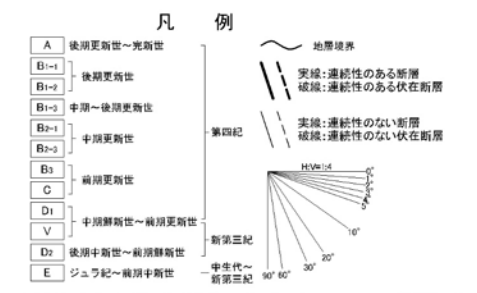 凡 例
A 後期更新世~完新世
B1-1
B1-2
後期更新世
B1-3 中期~後期更新世
B2-1
B2-3
中期更新世
B3
C
前期更新世
D1
V
中期鮮新世~前期更新世
D2 後期中新世~前期鮮新世
E ジュラ紀~前期中新世
第四紀
新第三紀
中生代~
新第三紀
地層境界
実線:連続性のある断層
破線:連続性のある伏在断層
実線:連続性のない断層
破線:連続性のない伏在断層
H:V=1:4
0°
1°
2°
3°
4°
5°
10°
20°
30°
60°
90°